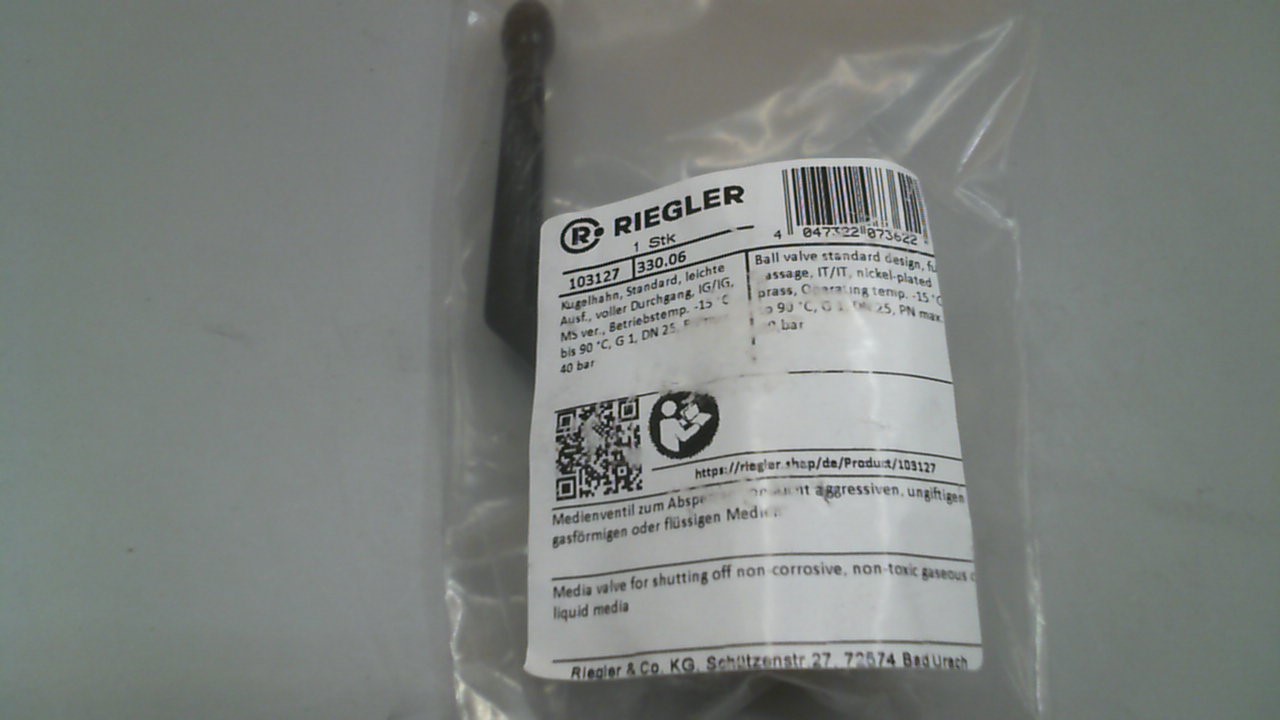 RIEGLER
1 Stk
4 047322 073622
103127 330.06
Kugelhahn, Standard, leichte
Ausf., voller Durchgang, IG/IG,
MS ver., Betriebstemp. -15 °C
bis 90 °C, G 1, DN 25,
40 bar
Ball valve standard design,
IT/IT, nickel-plated
Operating temp. -15 °C
90 °C, G 1, DN 25, PN max.
bar
https://riegler.shop/de/Product/103127
Medienventil zum aggressiven, ungiftigen
gasförmigen oder flüssigen Medien
Media valve for shutting off non-corrosive, non-toxic gaseous
liquid media
Riegler & Co. KG, Schützenstr. 27, 72574 Bad Urach